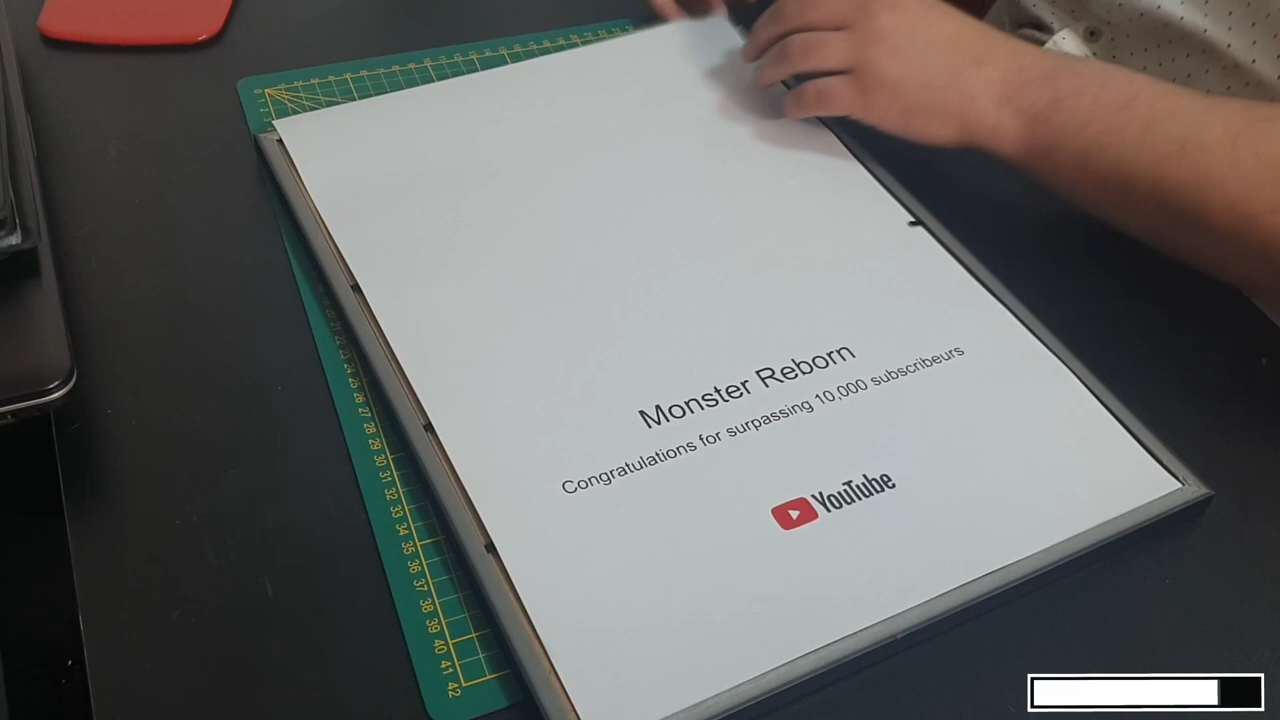 Monster Reborn
Congratulations for surpassing 10,000 subscribeurs
YouTube